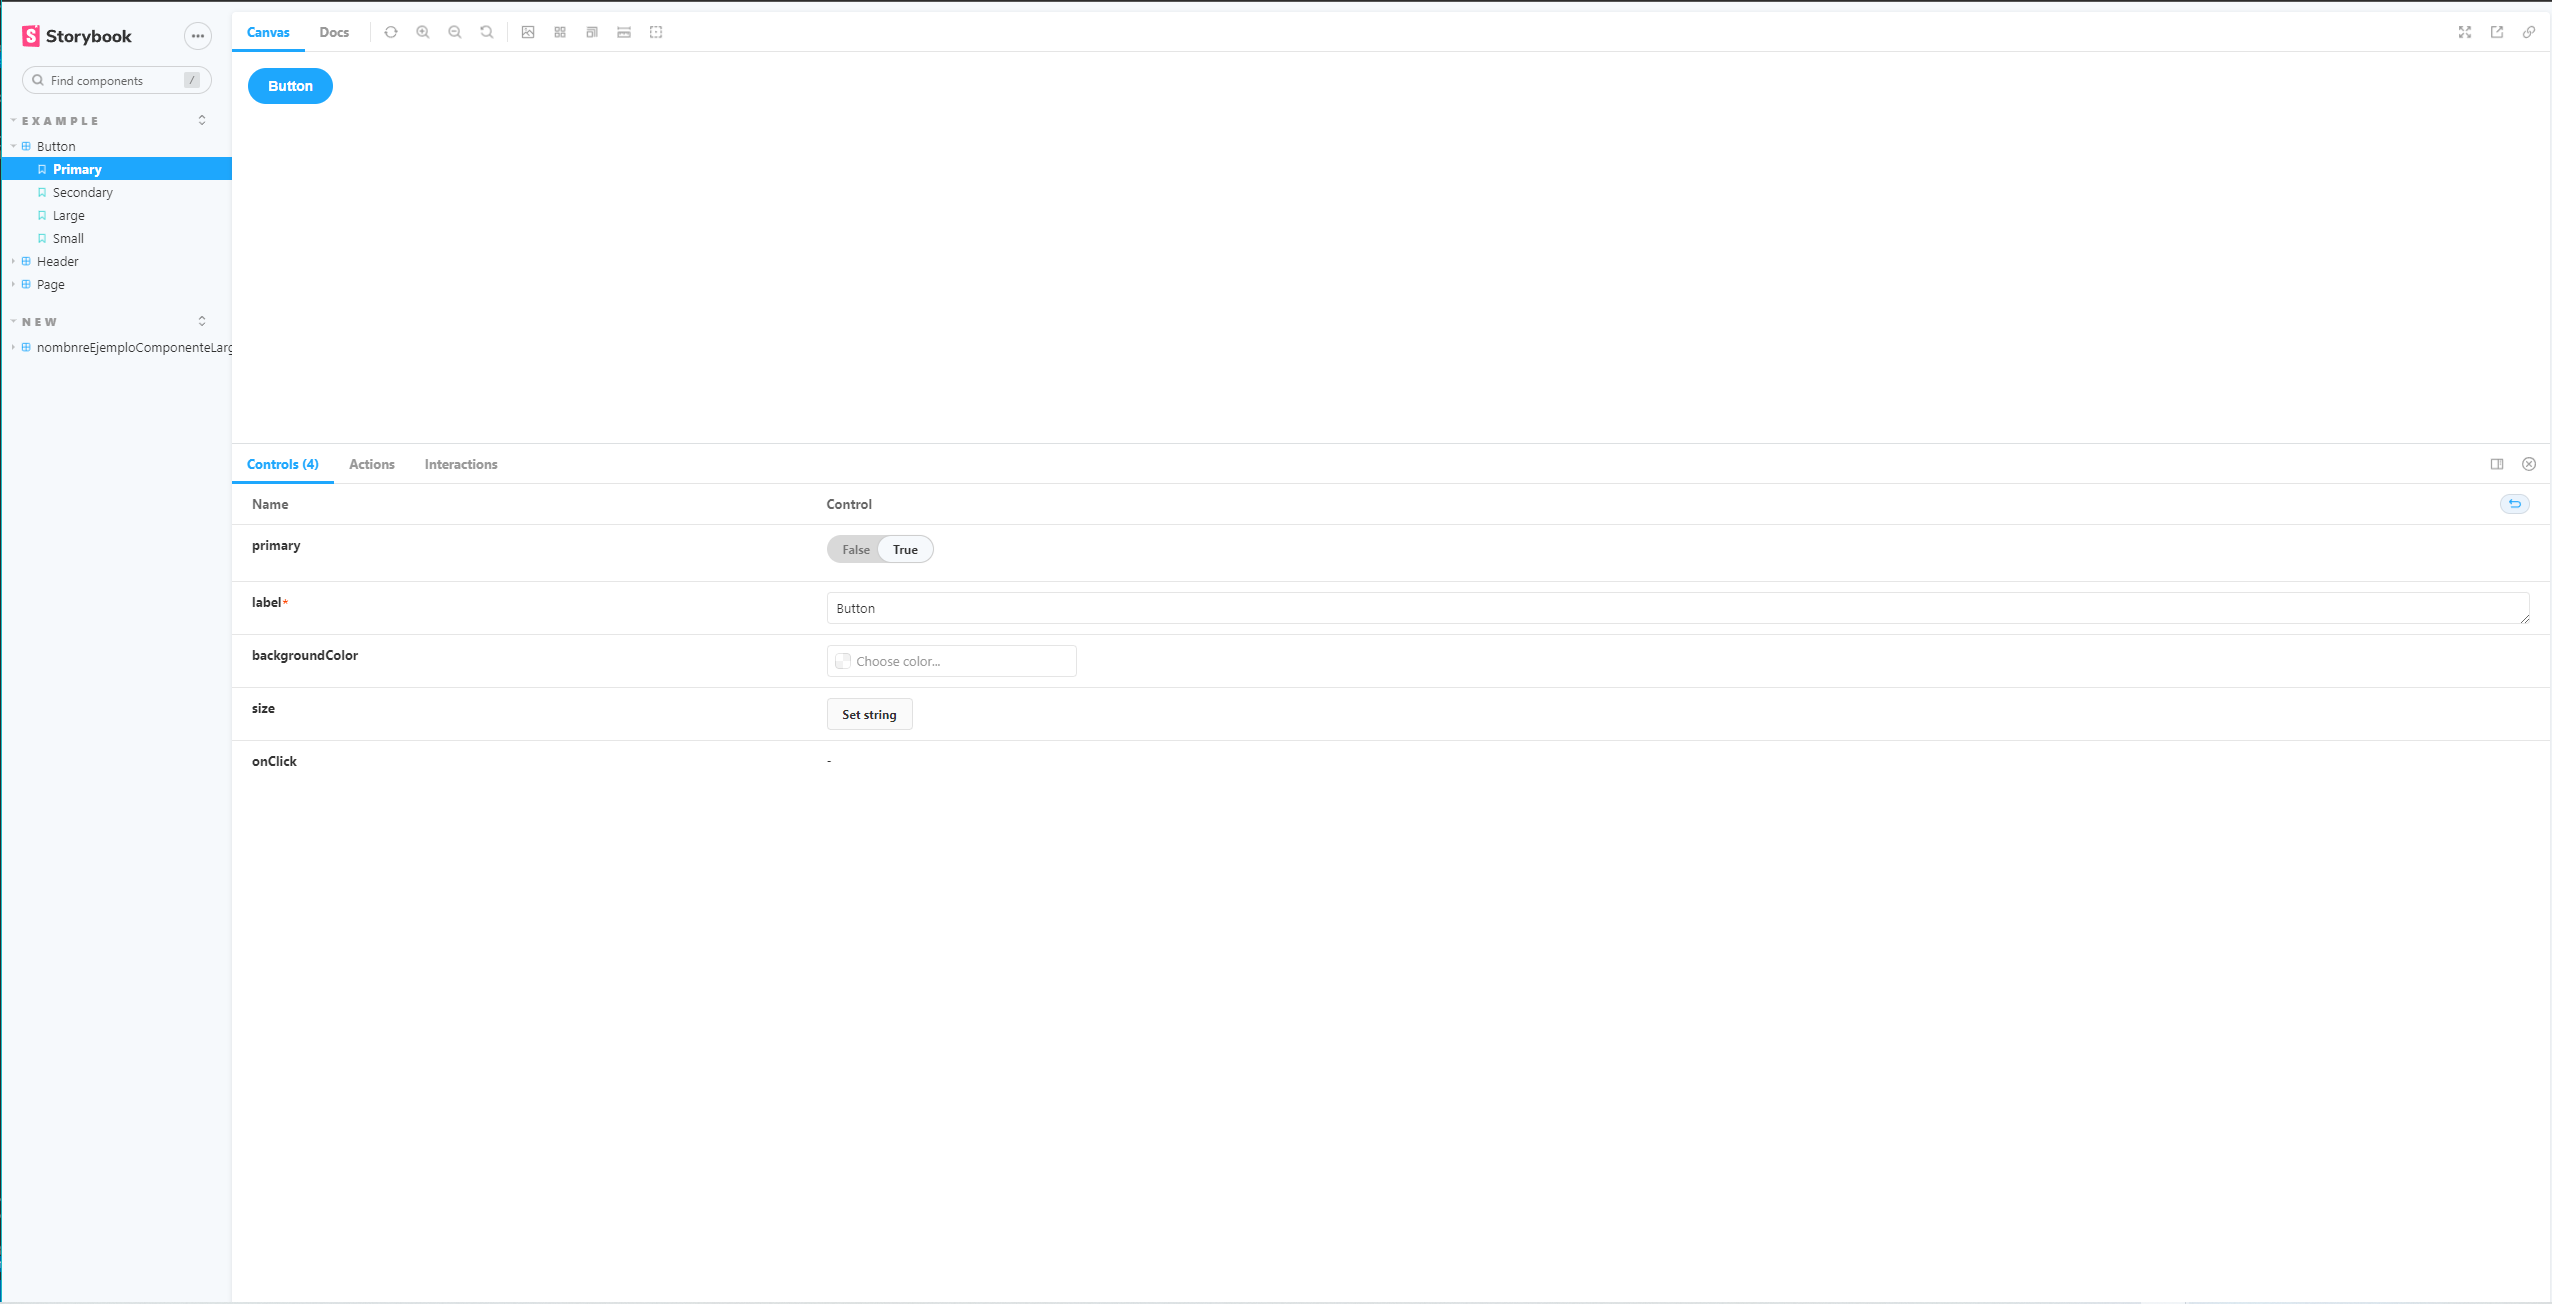 Storybook
Find components /
EXAMPLE
Button
Primary
Secondary
Large
Small
Header
Page
NEW
nombnreEjemploComponenteLarg
Canvas Docs
Button
Controls (4) Actions Interactions
Name Control
primary False True
label* Button
backgroundColor Choose color...
size Set string
onClick -